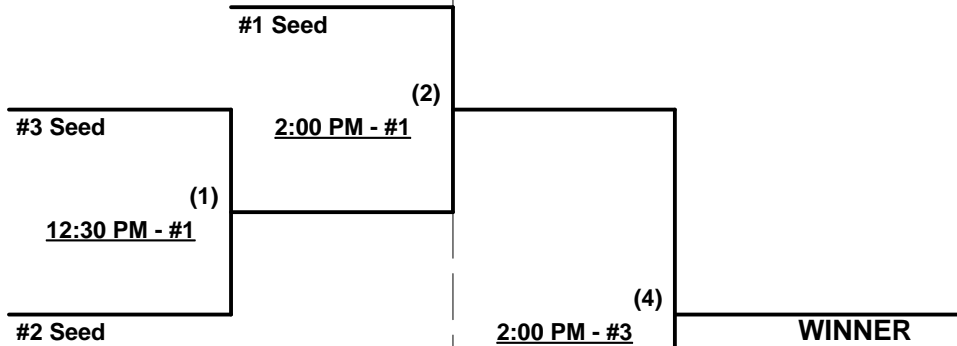 #1 Seed
(2)
#3 Seed
2:00 PM - #1
(1)
12:30 PM - #1
(4)
#2 Seed
2:00 PM - #3
WINNER